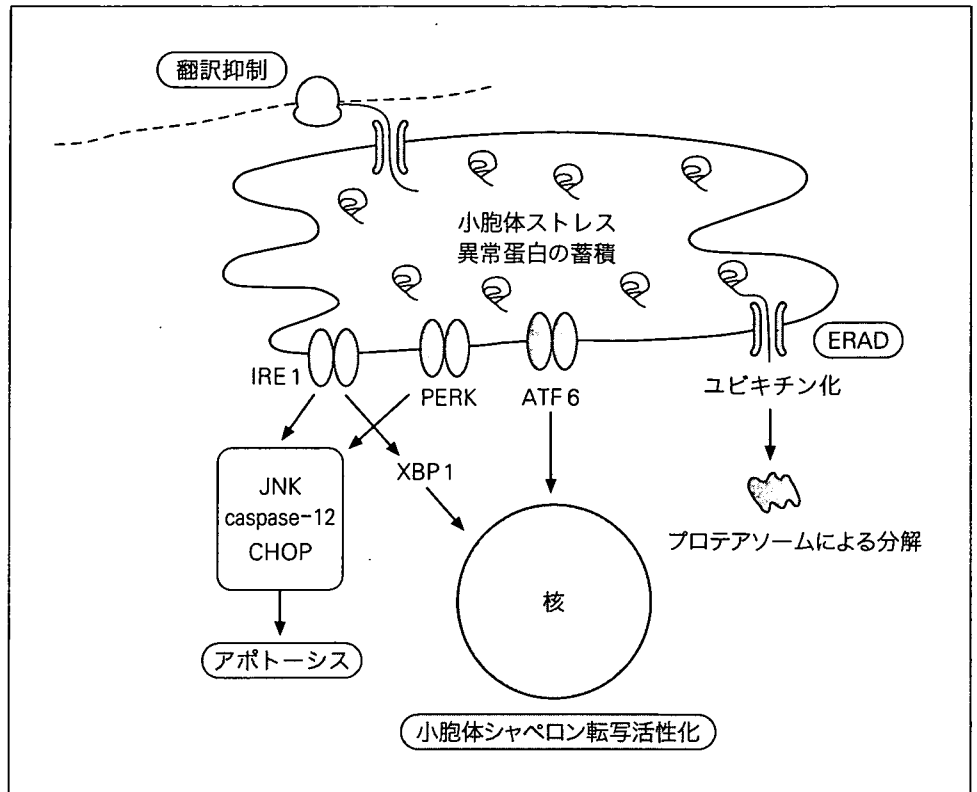 翻訳抑制
小胞体ストレス
異常蛋白の蓄積
ERAD
IRE1
PERK
ATF6
ユビキチン化
XBP1
JNK
caspase-12
CHOP
プロテアソームによる分解
核
アポトーシス
小胞体シャペロン転写活性化